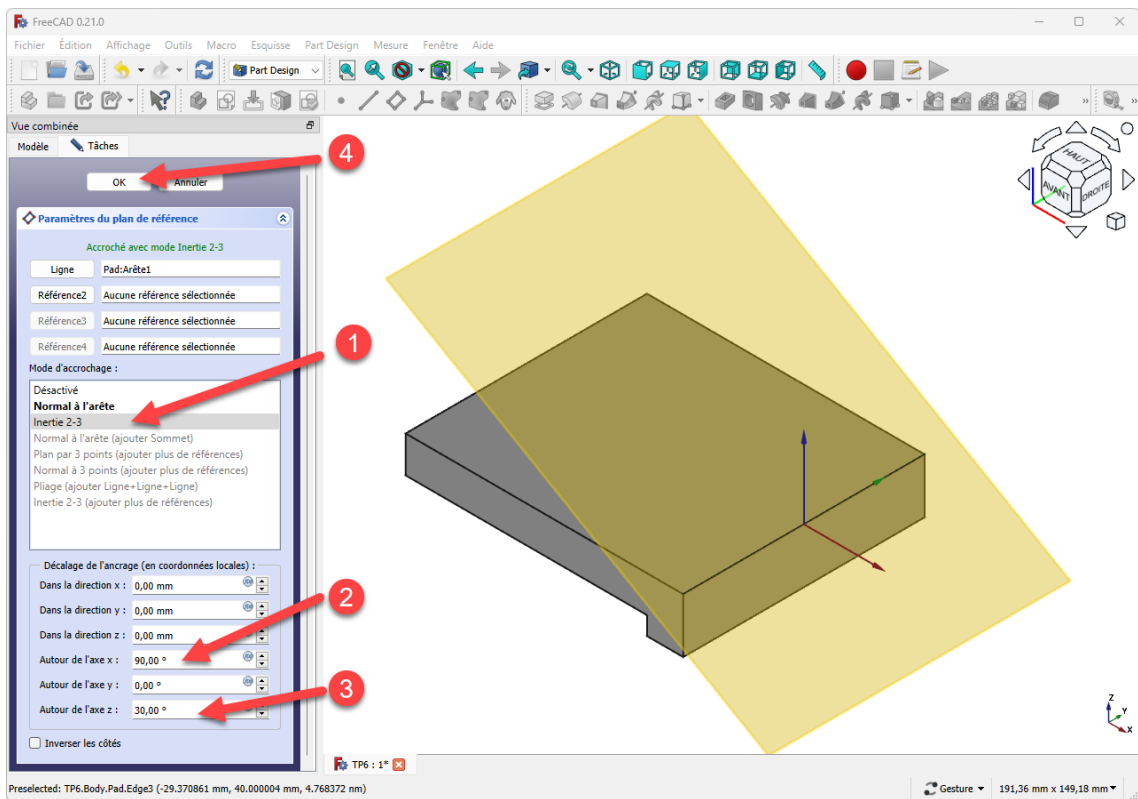 FreeCAD 0.21.0
Fichier Édition Affichage Outils Macro Esquisse Part Design Mesure Fenêtre Aide
Part Design
Vue combinée
Modèle Tâches
4
OK Annuler
Paramètres du plan de référence
Accroché avec mode Inertie 2-3
Ligne Pad:Arête1
Référence2 Aucune référence sélectionnée
Référence3 Aucune référence sélectionnée
Référence4 Aucune référence sélectionnée
1
Mode d'accrochage :
Désactivé
Normal à l'arête
Inertie 2-3
Normal à l'arête (ajouter Sommet)
Plan par 3 points (ajouter plus de références)
Normal à 3 points (ajouter plus de références)
Pliage (ajouter Ligne+Ligne+Ligne)
Inertie 2-3 (ajouter plus de références)
Décalage de l'ancrage (en coordonnées locales) :
Dans la direction x : 0,00 mm
Dans la direction y : 0,00 mm
2
Dans la direction z : 0,00 mm
Autour de l'axe x : 90,00 °
Autour de l'axe y : 0,00 °
3
Autour de l'axe z : 30,00 °
Inverser les côtés
HAUT
AVANT DROITE
Z
Y
X
TP6 : 1*
Preselected: TP6.Body.Pad.Edge3 (-29.370861 mm, 40.000004 mm, 4.768372 nm)
Gesture 191,36 mm x 149,18 mm